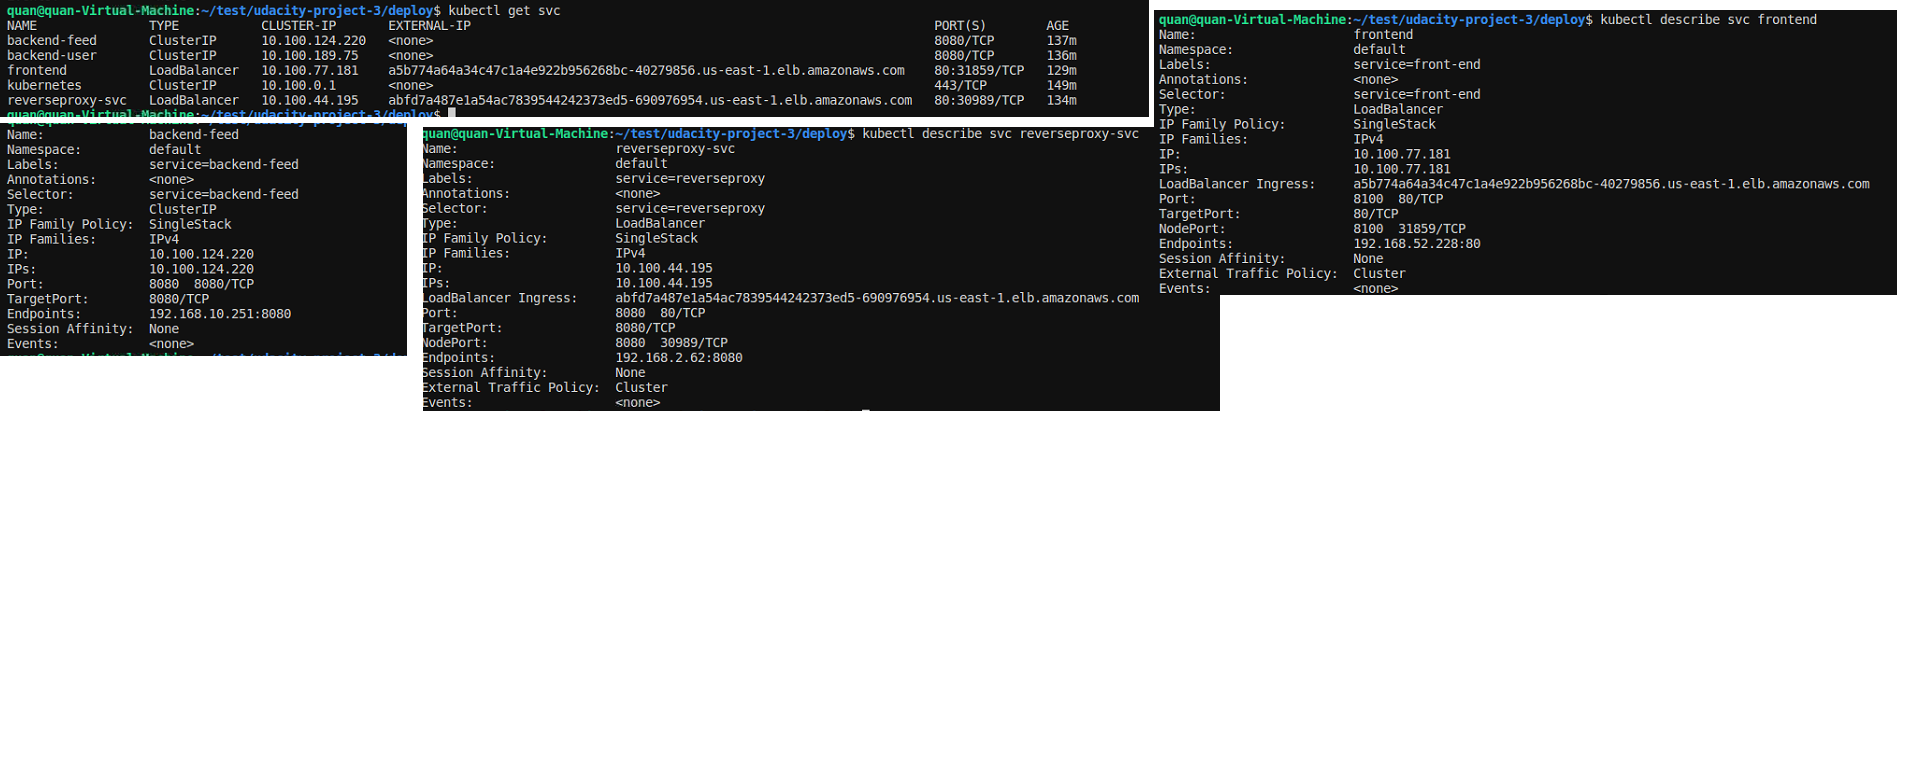 quan@quan-Virtual-Machine:~/test/udacity-project-3/deploy$ kubectl get svc
NAME TYPE CLUSTER-IP EXTERNAL-IP PORT(S) AGE
backend-feed ClusterIP 10.100.124.220 <none> 8080/TCP 137m
backend-user ClusterIP 10.100.189.75 <none> 8080/TCP 136m
frontend LoadBalancer 10.100.77.181 a5b774a64a34c47c1a4e922b956268bc-40279856.us-east-1.elb.amazonaws.com 80:31859/TCP 129m
kubernetes ClusterIP 10.100.0.1 <none> 443/TCP 149m
reverseproxy-svc LoadBalancer 10.100.44.195 abfd7a487e1a54ac7839544242373ed5-690976954.us-east-1.elb.amazonaws.com 80:30989/TCP 134m
quan@quan-Virtual-Machine:~/test/udacity-project-3/deploy$
Name: backend-feed
Namespace: default
Labels: service=backend-feed
Annotations: <none>
Selector: service=backend-feed
Type: ClusterIP
IP Family Policy: SingleStack
IP Families: IPv4
IP: 10.100.124.220
IPs: 10.100.124.220
Port: 8080 8080/TCP
TargetPort: 8080/TCP
Endpoints: 192.168.10.251:8080
Session Affinity: None
Events: <none>
quan@quan-Virtual-Machine:~/test/udacity-project-3/deploy$ kubectl describe svc reverseproxy-svc
Name: reverseproxy-svc
Namespace: default
Labels: service=reverseproxy
Annotations: <none>
Selector: service=reverseproxy
Type: LoadBalancer
IP Family Policy: SingleStack
IP Families: IPv4
IP: 10.100.44.195
IPs: 10.100.44.195
LoadBalancer Ingress: abfd7a487e1a54ac7839544242373ed5-690976954.us-east-1.elb.amazonaws.com
Port: 8080 80/TCP
TargetPort: 8080/TCP
NodePort: 8080 30989/TCP
Endpoints: 192.168.2.62:8080
Session Affinity: None
External Traffic Policy: Cluster
Events: <none>
quan@quan-Virtual-Machine:~/test/udacity-project-3/deploy$ kubectl describe svc frontend
Name: frontend
Namespace: default
Labels: service=front-end
Annotations: <none>
Selector: service=front-end
Type: LoadBalancer
IP Family Policy: SingleStack
IP Families: IPv4
IP: 10.100.77.181
IPs: 10.100.77.181
LoadBalancer Ingress: a5b774a64a34c47c1a4e922b956268bc-40279856.us-east-1.elb.amazonaws.com
Port: 8100 80/TCP
TargetPort: 80/TCP
NodePort: 8100 31859/TCP
Endpoints: 192.168.52.228:80
Session Affinity: None
External Traffic Policy: Cluster
Events: <none>